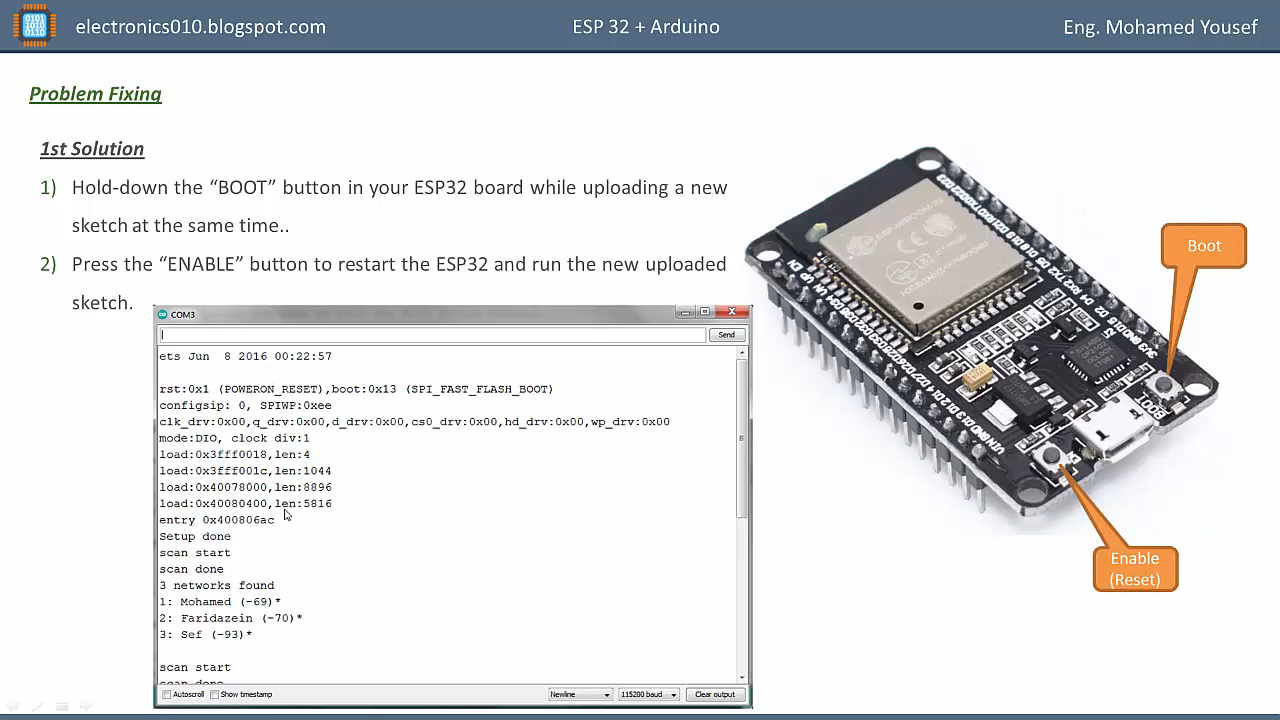 electronics010.blogspot.com
ESP 32 + Arduino
Eng. Mohamed Yousef
Problem Fixing
1st Solution
1) Hold-down the “BOOT” button in your ESP32 board while uploading a new
sketch at the same time..
2) Press the “ENABLE” button to restart the ESP32 and run the new uploaded
sketch.
COM3
Send
ets Jun 8 2016 00:22:57
rst:0x1 (POWERON_RESET),boot:0x13 (SPI_FAST_FLASH_BOOT)
configsip: 0, SPIWP:0xee
clk_drv:0x00,q_drv:0x00,d_drv:0x00,cs0_drv:0x00,hd_drv:0x00,wp_drv:0x00
mode:DIO, clock div:1
load:0x3fff0018,len:4
load:0x3fff001c,len:1044
load:0x40078000,len:8896
load:0x40080400,len:5816
entry 0x400806ac
Setup done
scan start
scan done
3 networks found
1: Mohamed (-69)*
2: Faridazein (-70)*
3: Sef (-93)*
scan start
scan done
Autoscroll
Show timestamp
Newline
115200 baud
Clear output
Boot
Enable
(Reset)
BOOT
EN